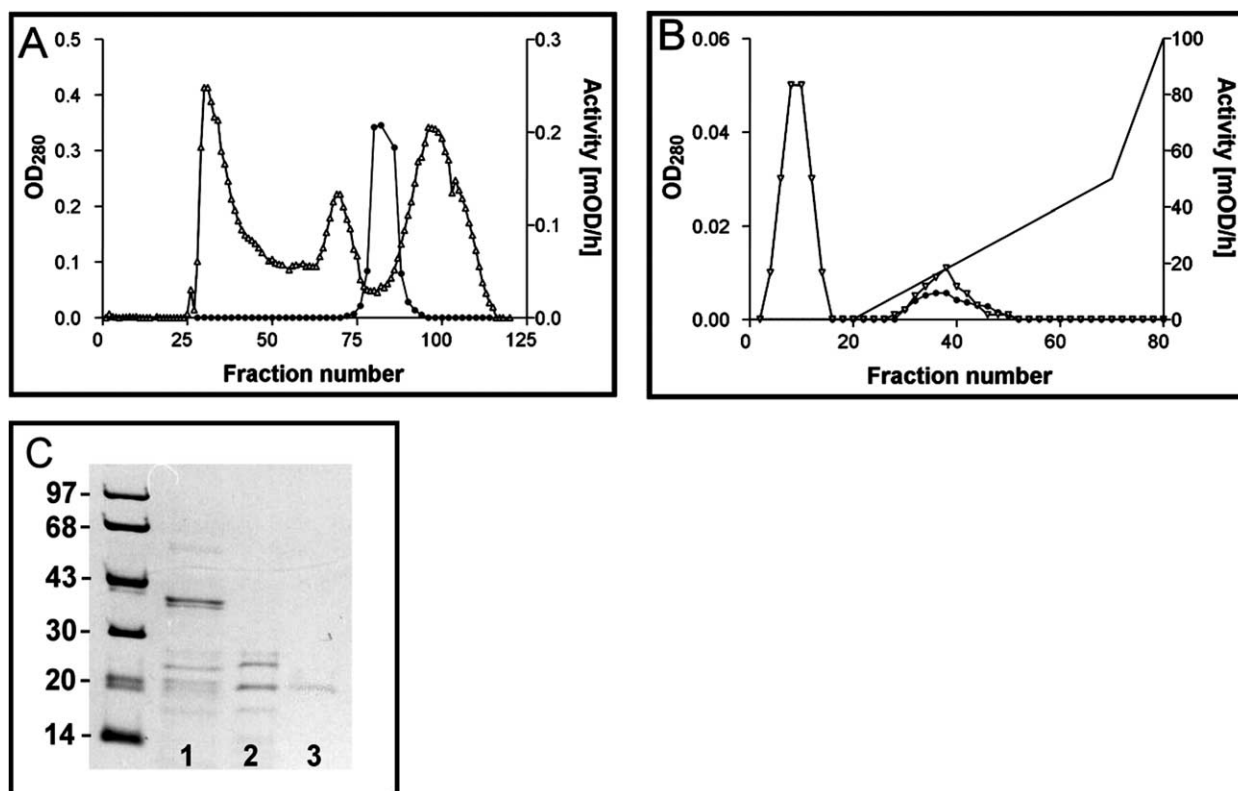 A
0.5
0.4
0.3
0.2
0.1
0.0
OD280
0 25 50 75 100 125
Fraction number
0.3
0.2
0.1
0.0
Activity [mOD/h]
B
0.06
0.04
0.02
0.00
OD280
0 20 40 60 80
Fraction number
100
80
60
40
20
0
Activity [mOD/h]
C
97-
68-
43-
30-
20-
14-
1 2 3